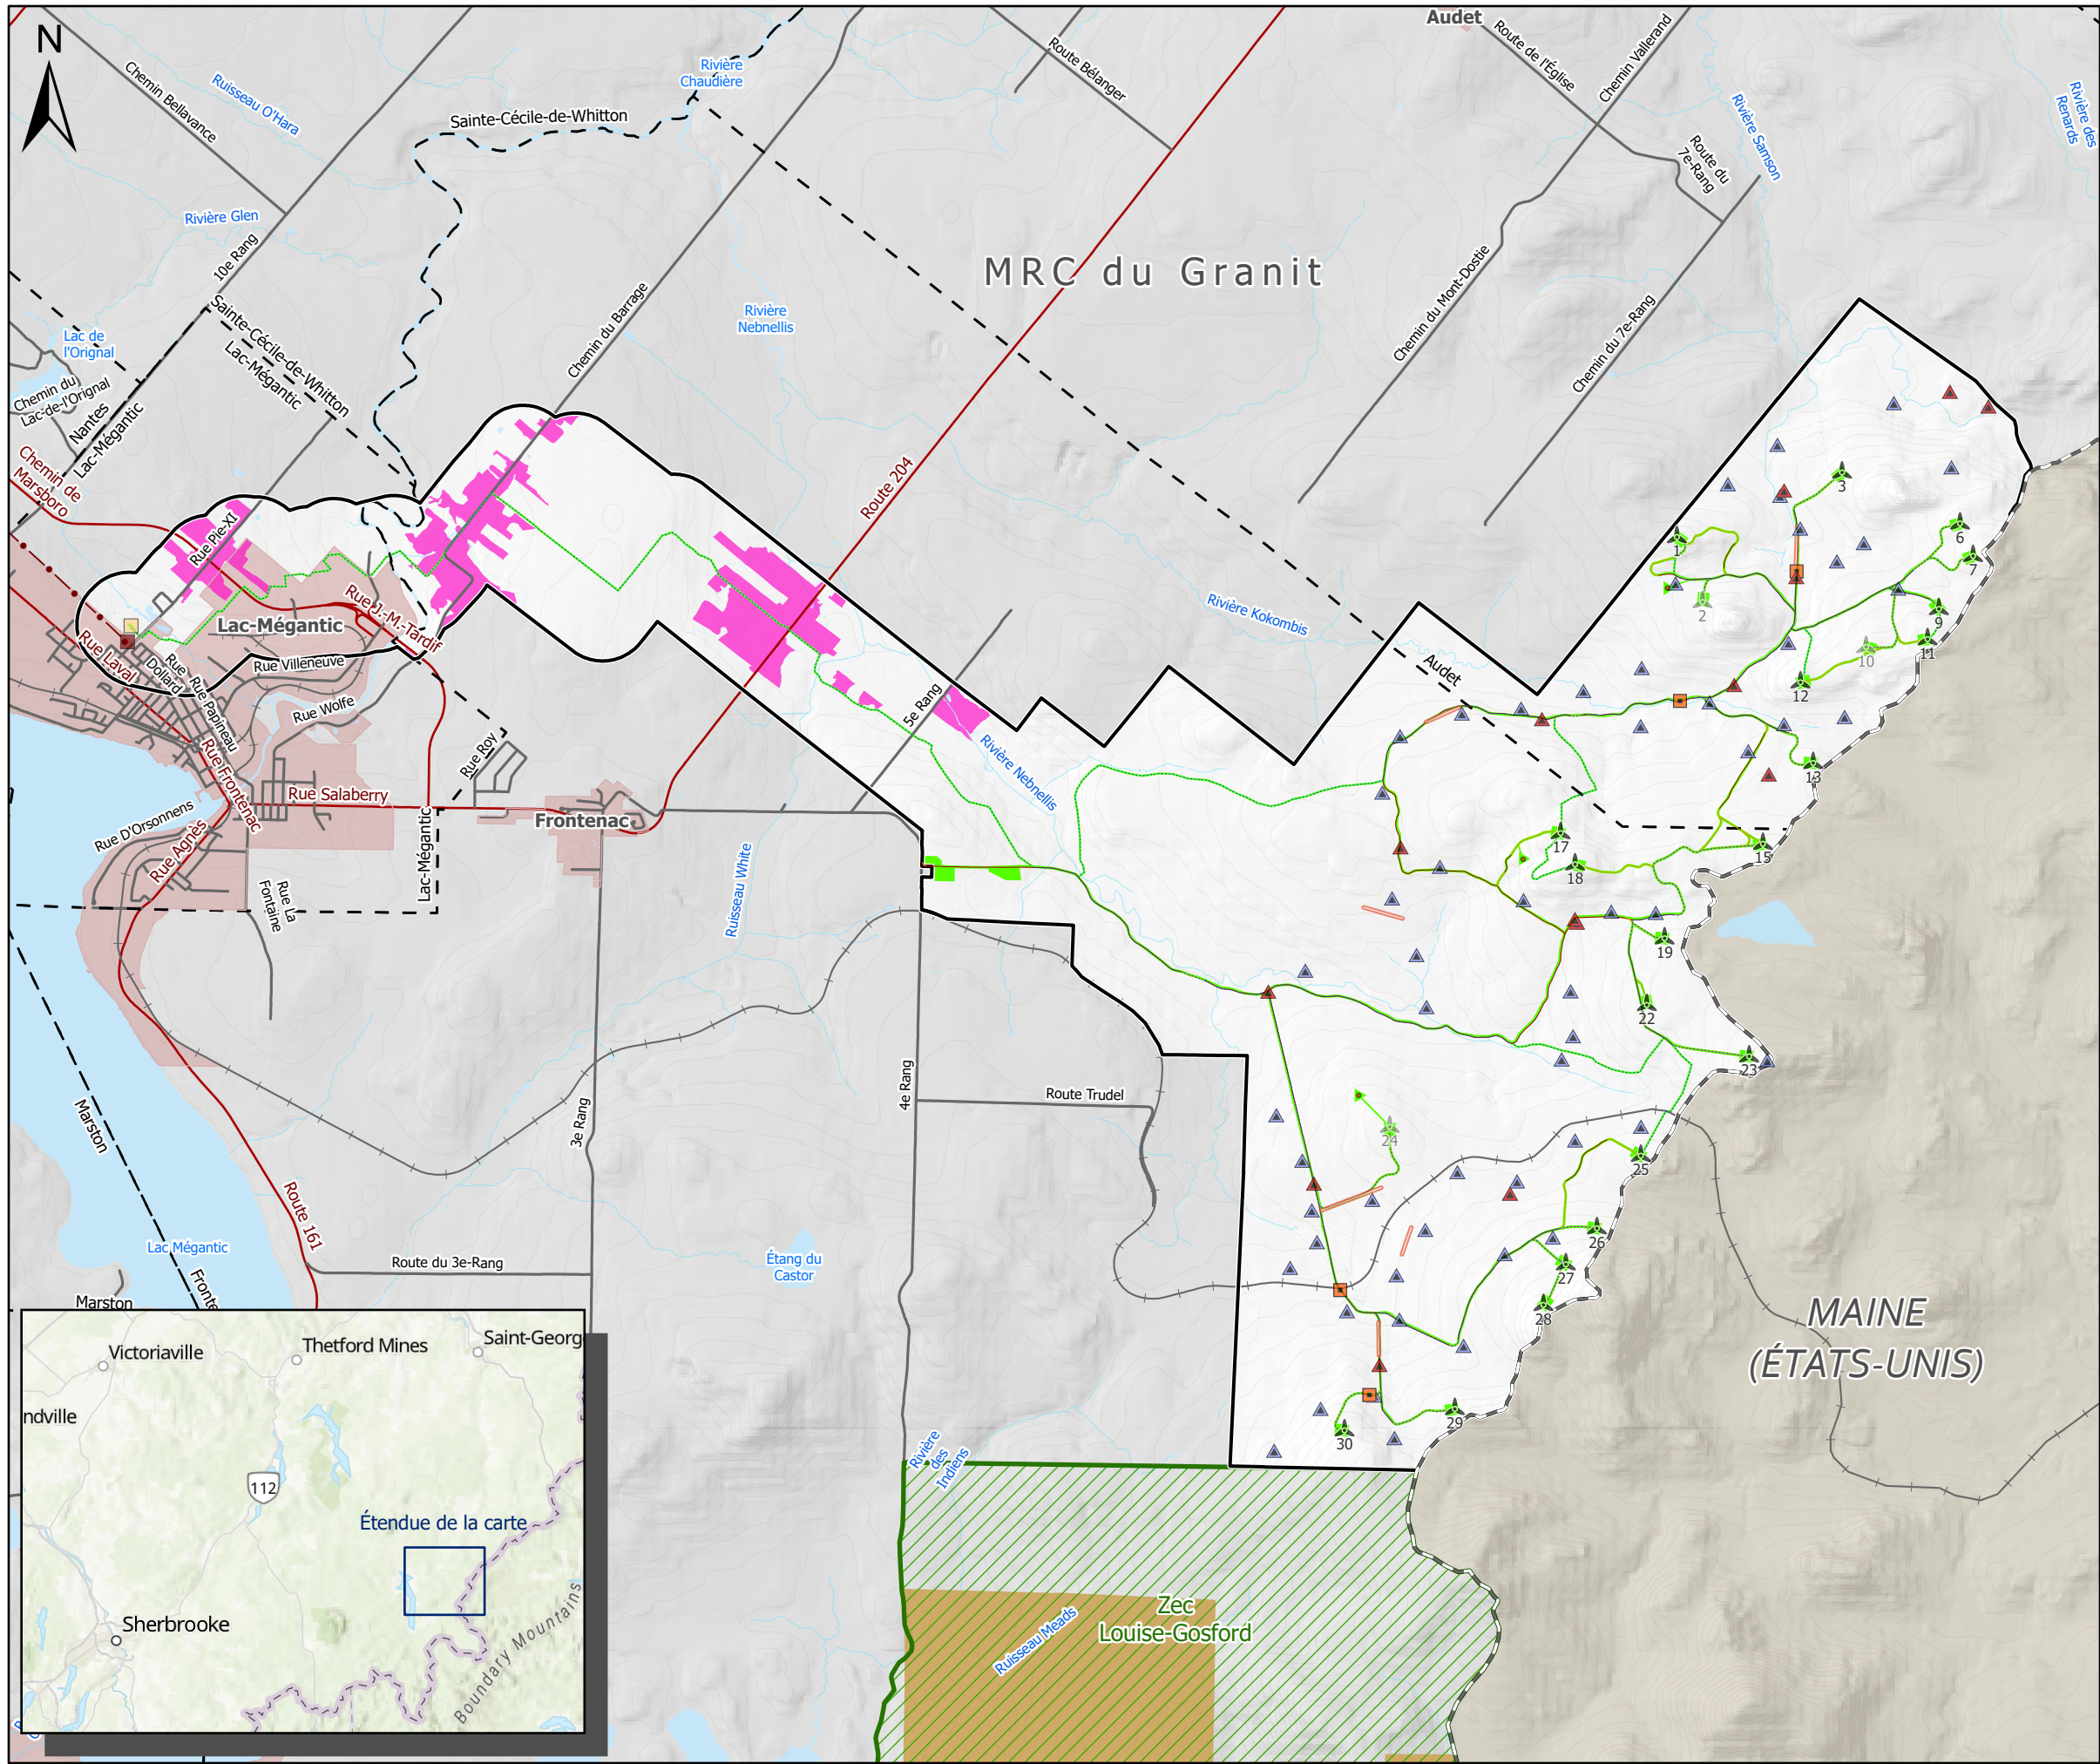 N
Audet
Route de l'Église
Chemin Vallerand
Route Bélanger
Rivière
Chaudière
Chemin Bellavance
Ruisseau O'Hara
Sainte-Cécile-de-Whitton
Rivière Samson
Rivière des
Renards
Route du
7e-Rang
Rivière Glen
10e Rang
MRC du Granit
Chemin du Barrage
Rivière
Nebnellis
Chemin du Mont-Dostie
Chemin du 7e-Rang
Lac de
l'Orignal
Sainte-Cécile-de-Whitton
Lac-Mégantic
Chemin du
Lac-de-l'Orignal
Nantes
Lac-Mégantic
Chemin de
Marsboro
Route 204
Rue Pie-XI
3
6
1
7
2
9
10
11
12
Rivière Kokombis
Rue J.-M.-Tardif
Lac-Mégantic
Rue Laval
Rue
Dollard
Rue Papineau
Rue Villeneuve
Rue Wolfe
Audet
5e Rang
Rivière Nebnellis
Rue Roy
Rue Frontenac
Rue Salaberry
Frontenac
13
Rue D'Orsonnens
Rue Agnès
Lac-Mégantic
17
15
18
Rue La
Fontaine
Ruisseau White
19
22
23
4e Rang
Route Trudel
3e Rang
Marston
24
25
Route 161
26
27
28
Lac Mégantic
Route du 3e-Rang
Étang du
Castor
Marston
Fronte
MAINE
(ÉTATS-UNIS)
29
30
Rivière
des
Indiens
Zec
Louise-Gosford
Ruisseau Meads
Victoriaville
Thetford Mines
Saint-Georg
ndville
112
Étendue de la carte
Sherbrooke
Boundary Mountains